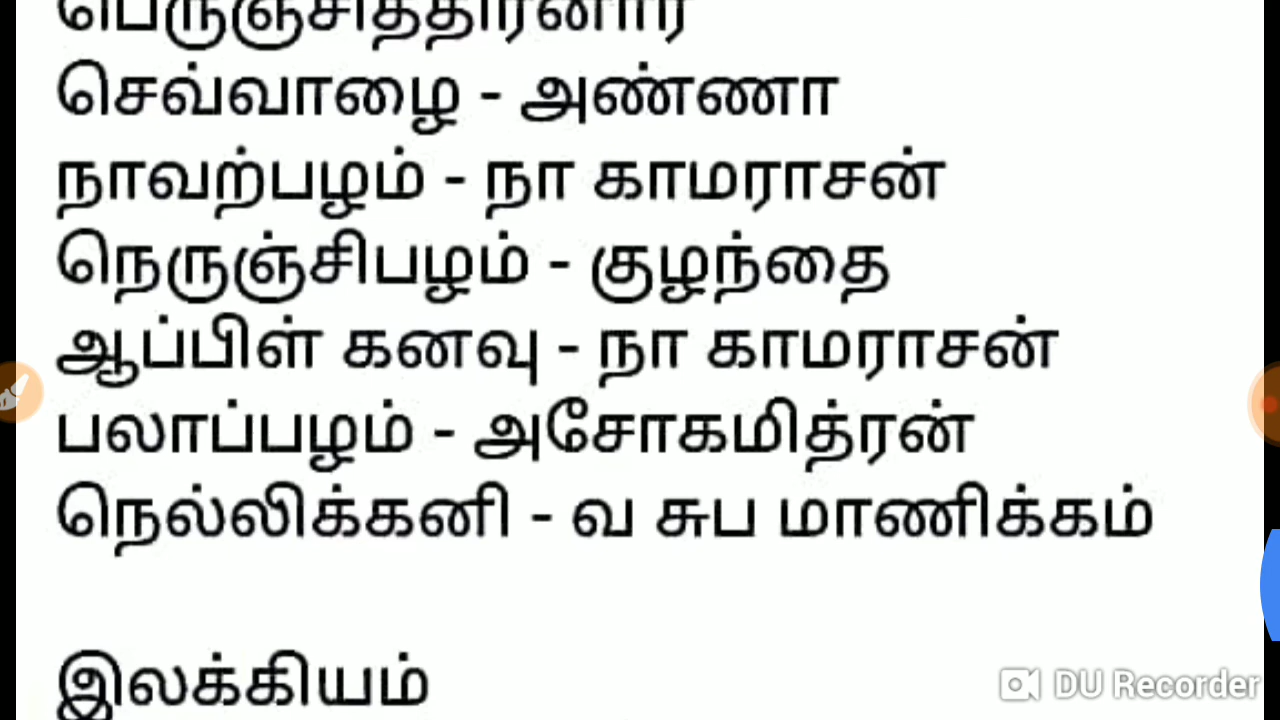 பெருஞ்சித்திரனார்
செவ்வாழை - அண்ணா
நாவற்பழம் - நா காமராசன்
நெருஞ்சிபழம் - குழந்தை
ஆப்பிள் கனவு - நா காமராசன்
பலாப்பழம் - அசோகமித்ரன்
நெல்லிக்கனி - வ சுப மாணிக்கம்
இலக்கியம்
DU Recorder